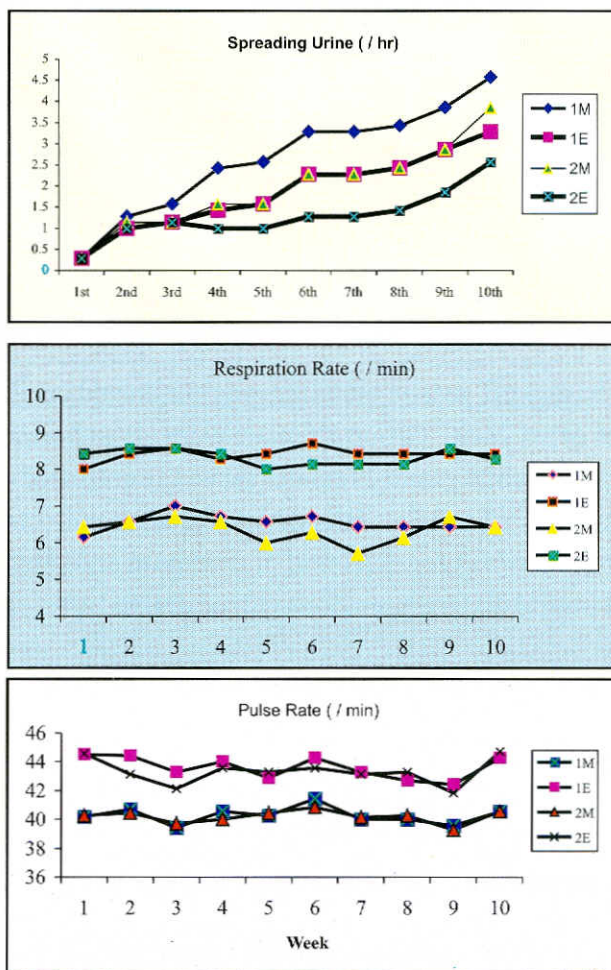 Spreading Urine ( / hr)
5
4.5
4
3.5
3
2.5
2
1.5
1
0.5
0
1st 2nd 3rd 4th 5th 6th 7th 8th 9th 10th
1M
1E
2M
2E
Respiration Rate ( / min)
10
9
8
7
6
5
4
1 2 3 4 5 6 7 8 9 10
1M
1E
2M
2E
Pulse Rate ( / min)
46
44
42
40
38
36
1 2 3 4 5 6 7 8 9 10
Week
1M
1E
2M
2E